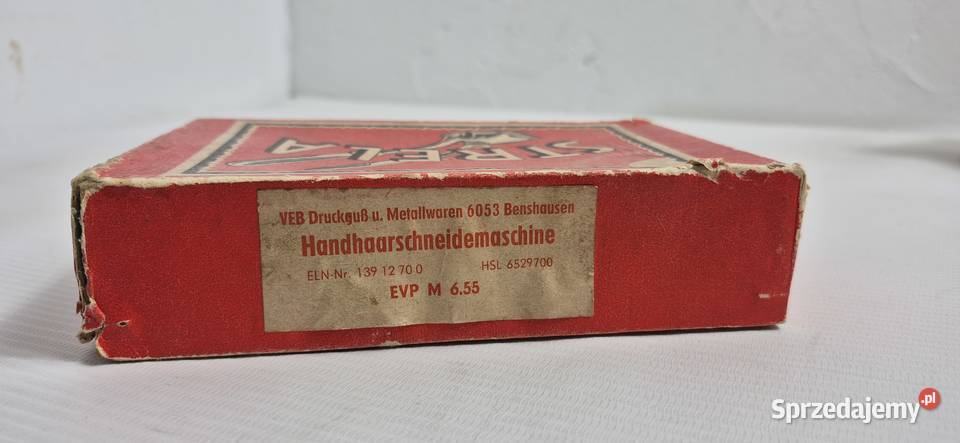 STRELA
VEB Druckguß u. Metallwaren 6053 Benshausen
Handhaarschneidemaschine
ELN-Nr. 139 12 70 0 HSL 6529700
EVP M 6.55
Sprzedajemy.pl